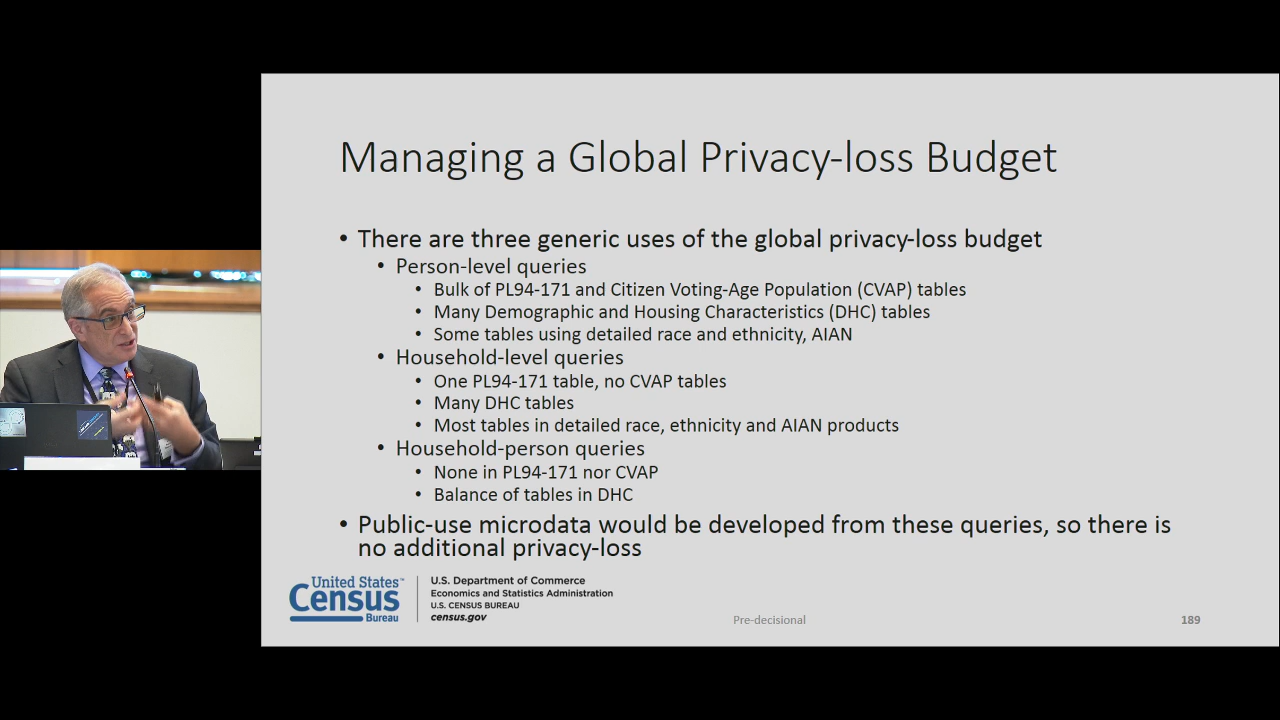 Managing a Global Privacy-loss Budget
• There are three generic uses of the global privacy-loss budget
• Person-level queries
• Bulk of PL94-171 and Citizen Voting-Age Population (CVAP) tables
• Many Demographic and Housing Characteristics (DHC) tables
• Some tables using detailed race and ethnicity, AIAN
• Household-level queries
• One PL94-171 table, no CVAP tables
• Many DHC tables
• Most tables in detailed race, ethnicity and AIAN products
• Household-person queries
• None in PL94-171 nor CVAP
• Balance of tables in DHC
• Public-use microdata would be developed from these queries, so there is
no additional privacy-loss
United States™
Census
Bureau
U.S. Department of Commerce
Economics and Statistics Administration
U.S. CENSUS BUREAU
census.gov
Pre-decisional
189